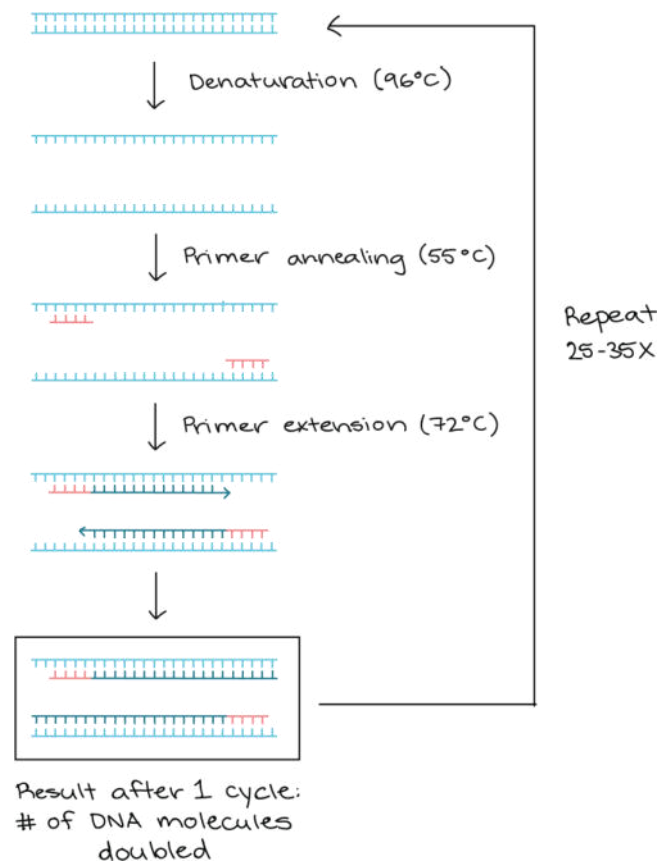 Denaturation (96°C)
Primer annealing (55°C)
Repeat
25-35X
Primer extension (72°C)
Result after 1 cycle:
# of DNA molecules
doubled